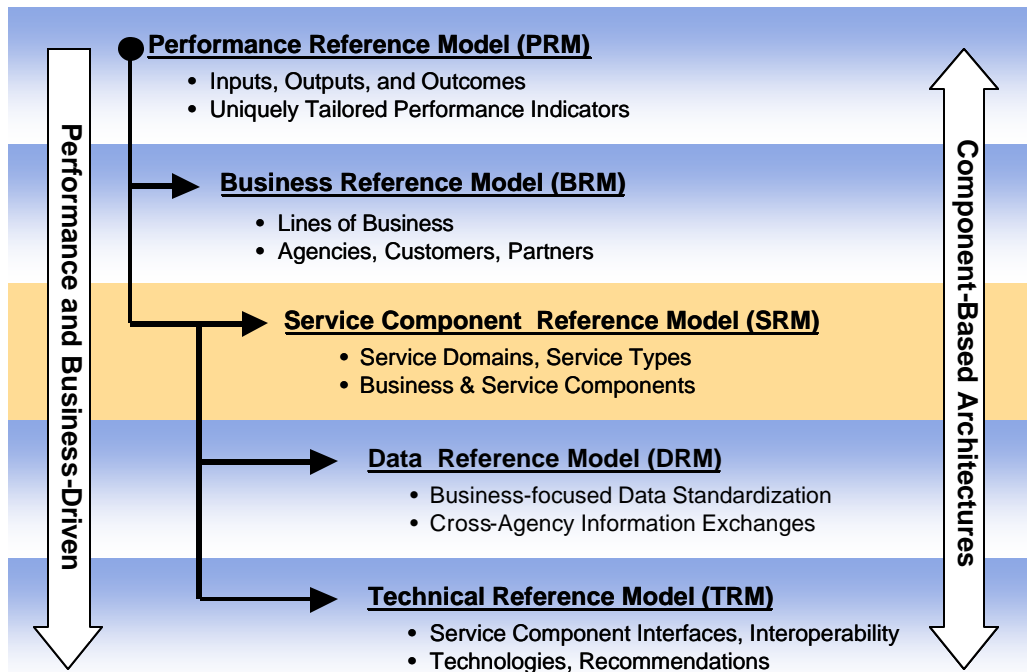 Performance Reference Model (PRM)
• Inputs, Outputs, and Outcomes
• Uniquely Tailored Performance Indicators
Business Reference Model (BRM)
• Lines of Business
• Agencies, Customers, Partners
Service Component Reference Model (SRM)
• Service Domains, Service Types
• Business & Service Components
Data Reference Model (DRM)
• Business-focused Data Standardization
• Cross-Agency Information Exchanges
Technical Reference Model (TRM)
• Service Component Interfaces, Interoperability
• Technologies, Recommendations
Performance and Business-Driven
Component-Based Architectures